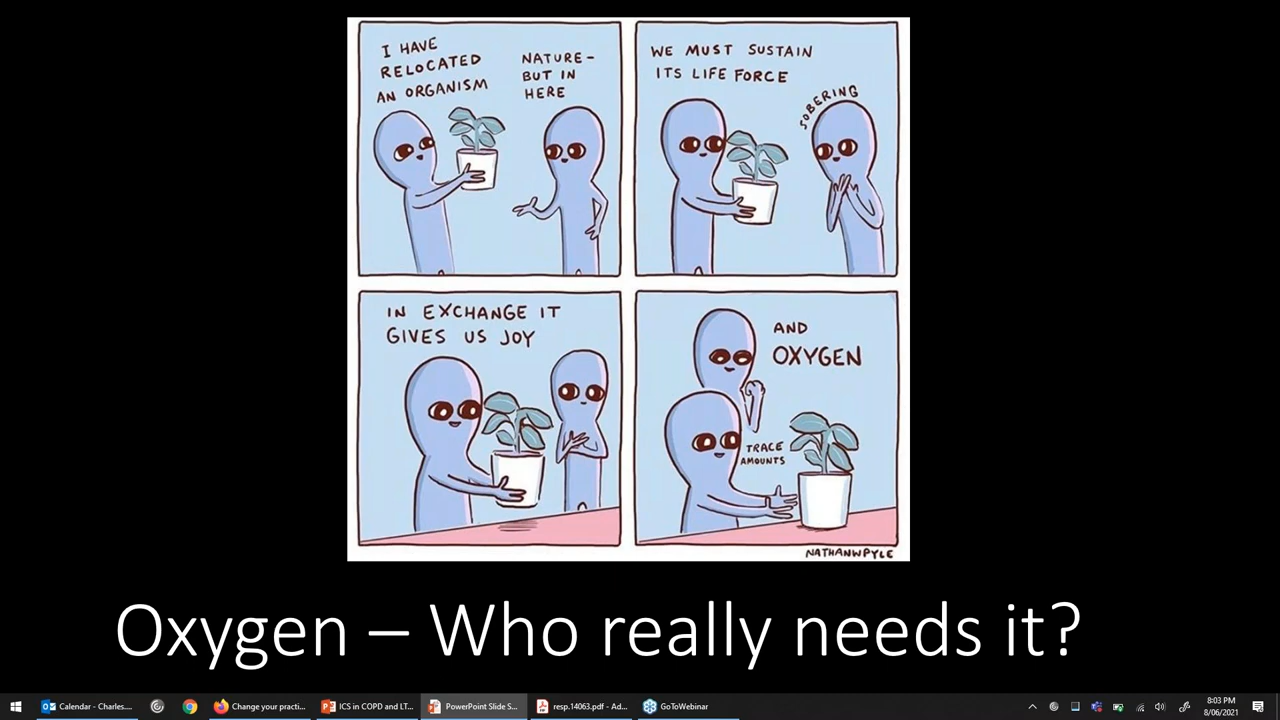 I HAVE
RELOCATED
AN ORGANISM
NATURE-
BUT IN
HERE
WE MUST SUSTAIN
ITS LIFE FORCE
SOBERING
IN EXCHANGE IT
GIVES US JOY
AND
OXYGEN
TRACE
AMOUNTS
NATHANWPYLE
Oxygen – Who really needs it?
Calendar - Charles....
Change your practi...
ICS in COPD and LT...
PowerPoint Slide S...
resp.14063.pdf - Ad...
GoToWebinar
8:03 PM
8/06/2021